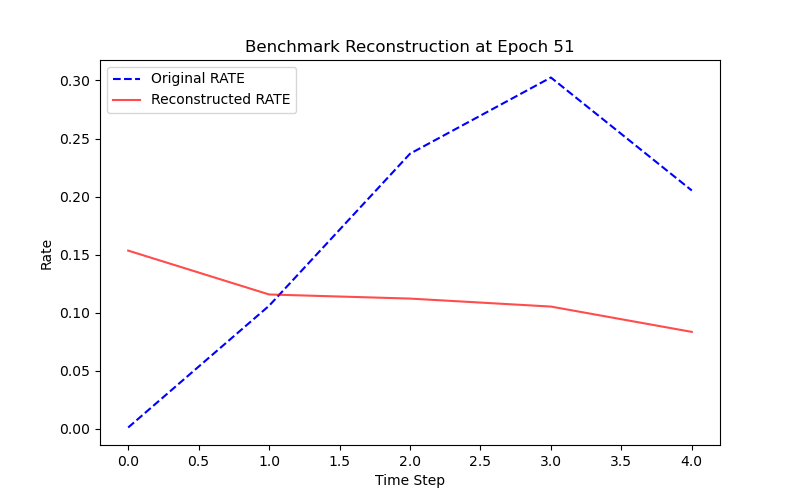 Benchmark Reconstruction at Epoch 51
Original RATE
Reconstructed RATE
0.30
0.25
0.20
0.15
0.10
0.05
0.00
Rate
0.0 0.5 1.0 1.5 2.0 2.5 3.0 3.5 4.0
Time Step